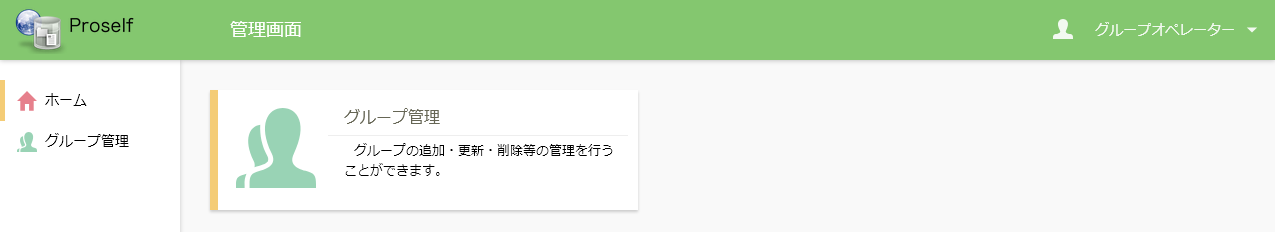 Proself
管理画面
グループオペレーター
ホーム
グループ管理
グループ管理
グループの追加・更新・削除等の管理を行う
ことができます。